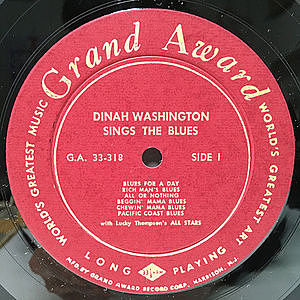 Grand Award
WORLD'S GREATEST MUSIC
WORLD'S GREATEST ART
DINAH WASHINGTON
SINGS THE BLUES
G.A. 33-318 SIDE 1
BLUES FOR A DAY
RICH MAN'S BLUES
ALL OR NOTHING
BEGGIN' MAMA BLUES
CHEWIN' MAMA BLUES
PACIFIC COAST BLUES
with Lucky Thompson's ALL STARS
LONG PLAYING
MFD. BY GRAND AWARD RECORD CORP. HARRISON, N.J.